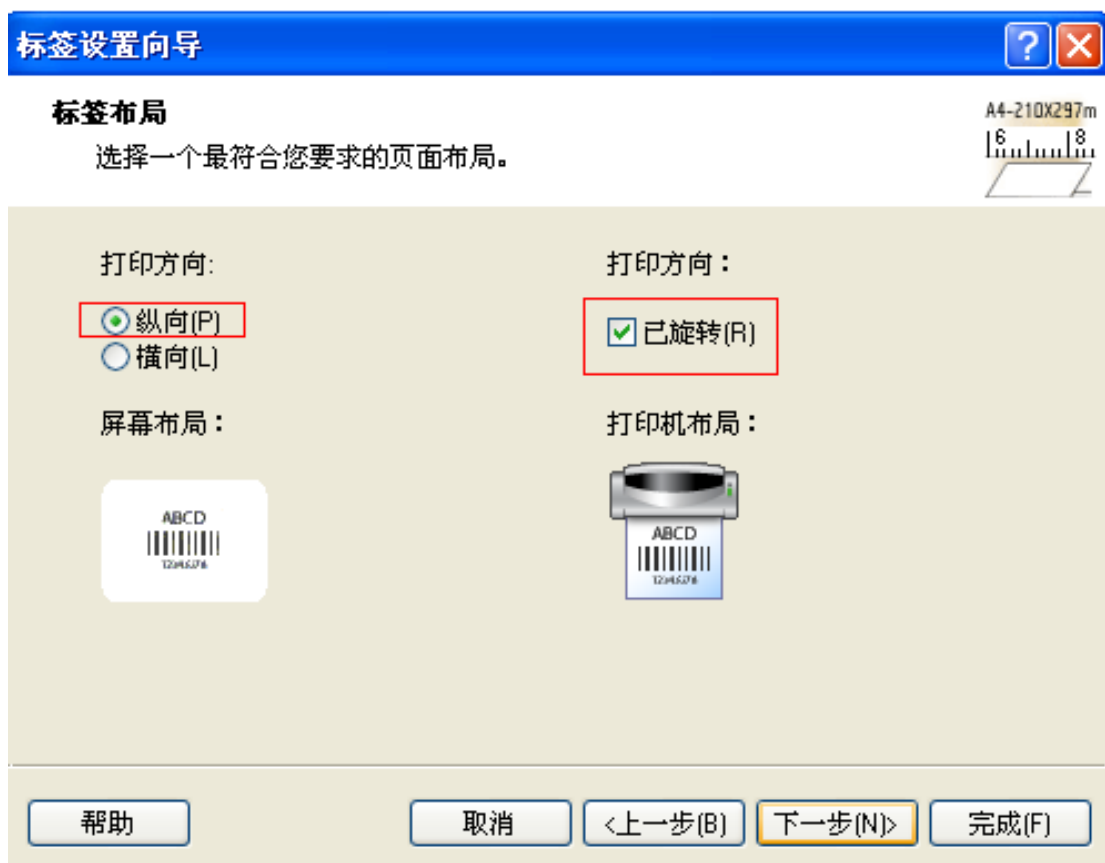 标签设置向导
标签布局
选择一个最符合您要求的页面布局。
A4-210X297m
6 8
打印方向:
打印方向：
纵向(P)
已旋转(R)
横向(L)
屏幕布局：
打印机布局：
ABCD
ABCD
帮助
取消
<上一步(B)
下一步(N)>
完成(F)